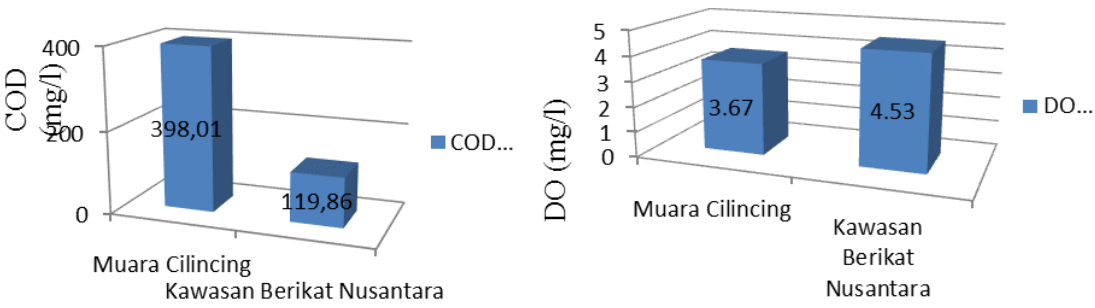 COD
(mg/l)
400
200
0
398,01
119,86
Muara Cilincing
Kawasan Berikat Nusantara
COD...
DO (mg/l)
5
4
3
2
1
0
3.67
4.53
Muara Cilincing
Kawasan
Berikat
Nusantara
DO...